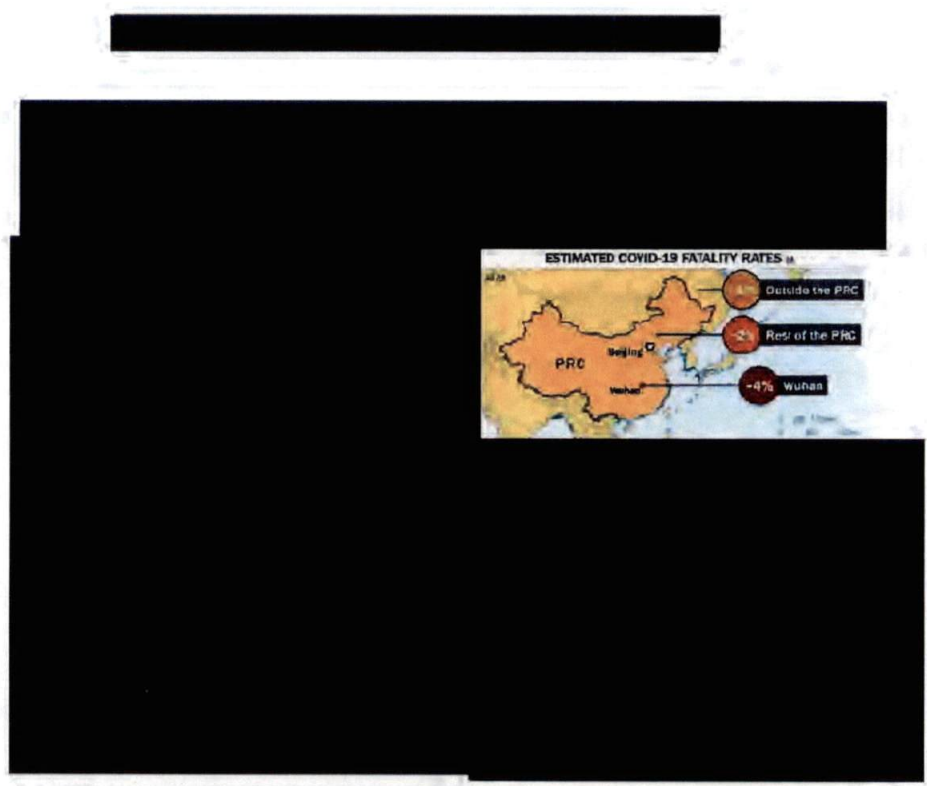 ESTIMATED COVID-19 FATALITY RATES
Outside the PRC
Rest of the PRC
Beijing
PRC
Wuhan
~4% Wuhan